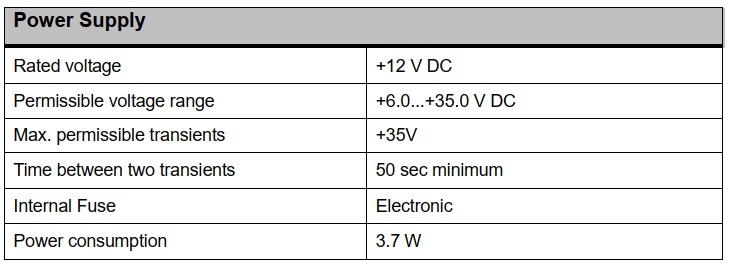 Power Supply
Rated voltage +12 V DC
Permissible voltage range +6.0...+35.0 V DC
Max. permissible transients +35V
Time between two transients 50 sec minimum
Internal Fuse Electronic
Power consumption 3.7 W